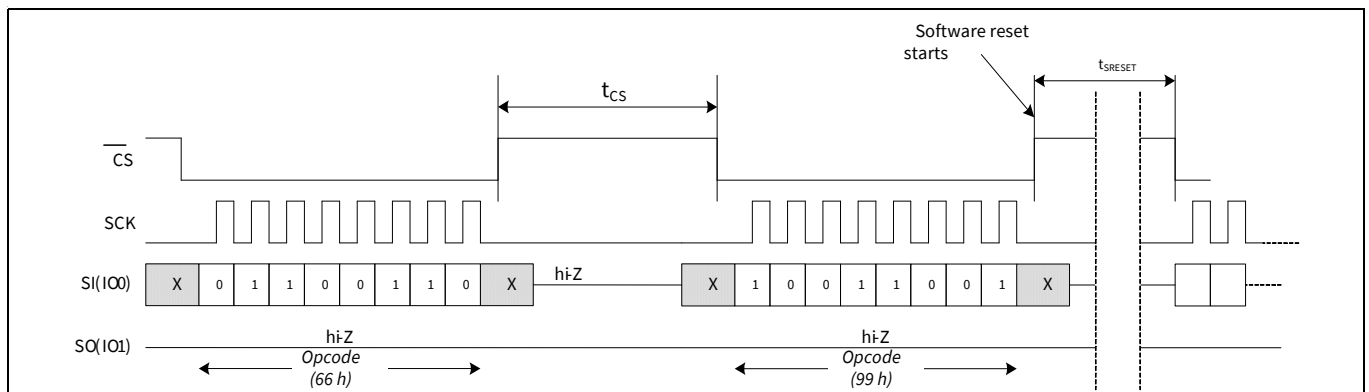 Software reset
starts
tSRESET
tCS
CS
SCK
SI(IO0) X 0 1 1 0 0 1 1 0 X hi-Z X 1 0 0 1 1 0 0 1 X
SO(IO1) hi-Z hi-Z
Opcode Opcode
(66 h) (99 h)